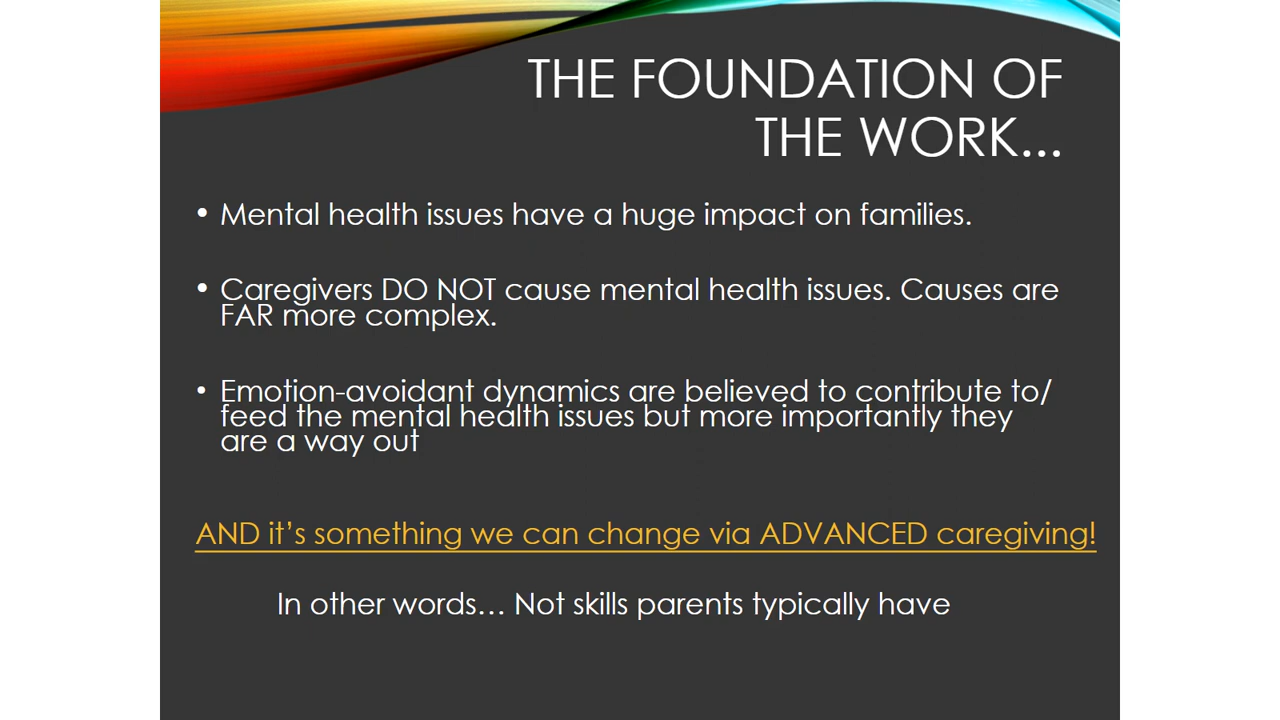 THE FOUNDATION OF
THE WORK...
• Mental health issues have a huge impact on families.
• Caregivers DO NOT cause mental health issues. Causes are
FAR more complex.
• Emotion-avoidant dynamics are believed to contribute to/
feed the mental health issues but more importantly they
are a way out
AND it’s something we can change via ADVANCED caregiving!
In other words… Not skills parents typically have